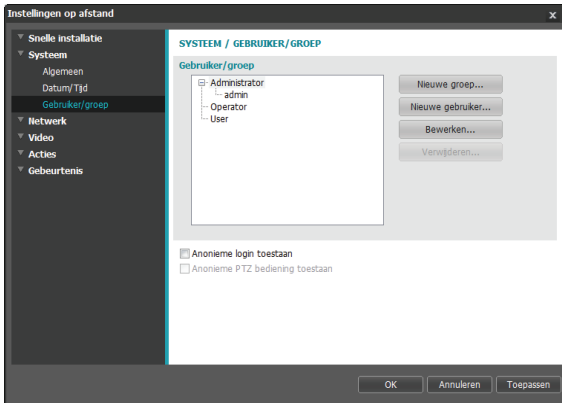 Instellingen op afstand
x
Snelle installatie
Systeem
Algemeen
Datum/Tijd
Gebruiker/groep
Netwerk
Video
Acties
Gebeurtenis
SYSTEEM / GEBRUIKER/GROEP
Gebruiker/groep
Administrator
admin
Operator
User
Nieuwe groep...
Nieuwe gebruiker...
Bewerken...
Verwijderen...
Anonieme login toestaan
Anonieme PTZ bediening toestaan
OK
Annuleren
Toepassen